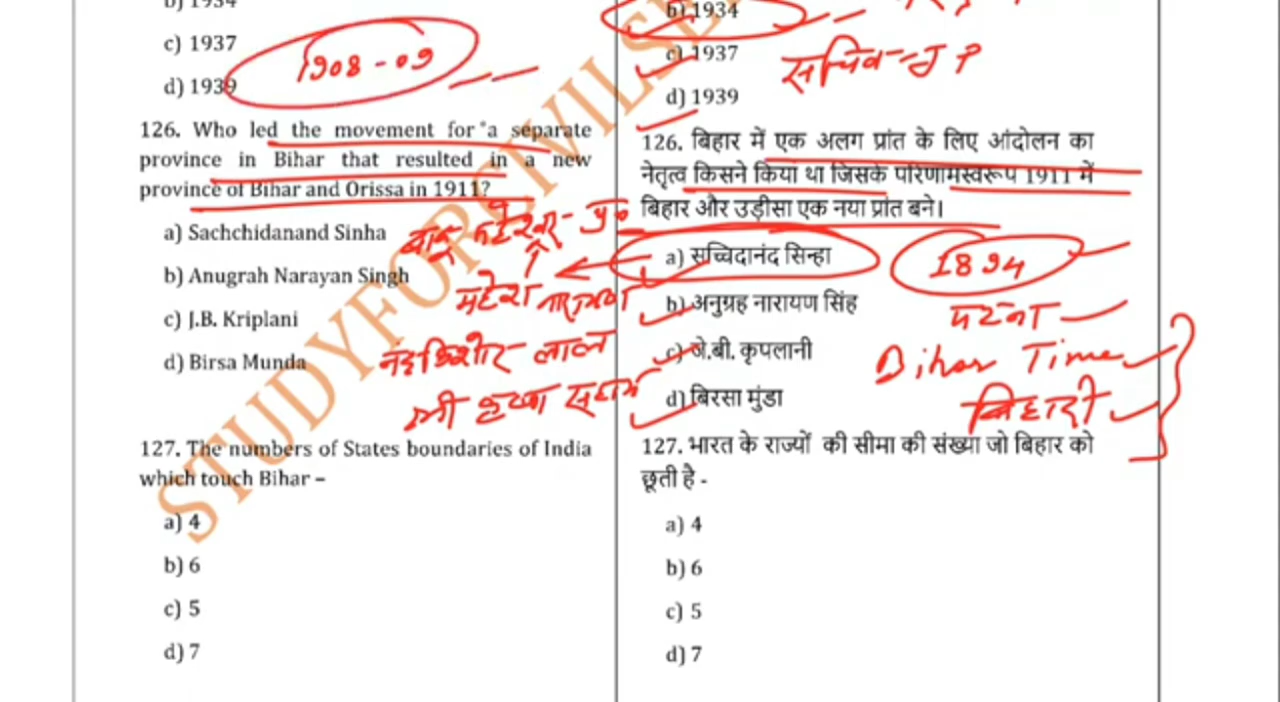 b) 1934
c) 1937
d) 1939
1908-09
126. Who led the movement for a separate
province in Bihar that resulted in a new
province of Bihar and Orissa in 1911?
a) Sachchidanand Sinha
b) Anugrah Narayan Singh
c) J.B. Kriplani
d) Birsa Munda
महेश नारायण
नंदकिशोर लाल
श्री कृष्ण सहाय
127. The numbers of States boundaries of India
which touch Bihar –
a) 4
b) 6
c) 5
d) 7
b) 1934
c) 1937
d) 1939
सचिव-JP
126. बिहार में एक अलग प्रांत के लिए आंदोलन का
नेतृत्व किसने किया था जिसके परिणामस्वरूप 1911 में
बिहार और उड़ीसा एक नया प्रांत बने।
a) सच्चिदानंद सिन्हा
b) अनुग्रह नारायण सिंह
c) जे.बी. कृपलानी
d) बिरसा मुंडा
1894
पटना
Bihar Time
बिहारी
127. भारत के राज्यों की सीमा की संख्या जो बिहार को
छूती है -
a) 4
b) 6
c) 5
d) 7
STUDYFORCIVILSE